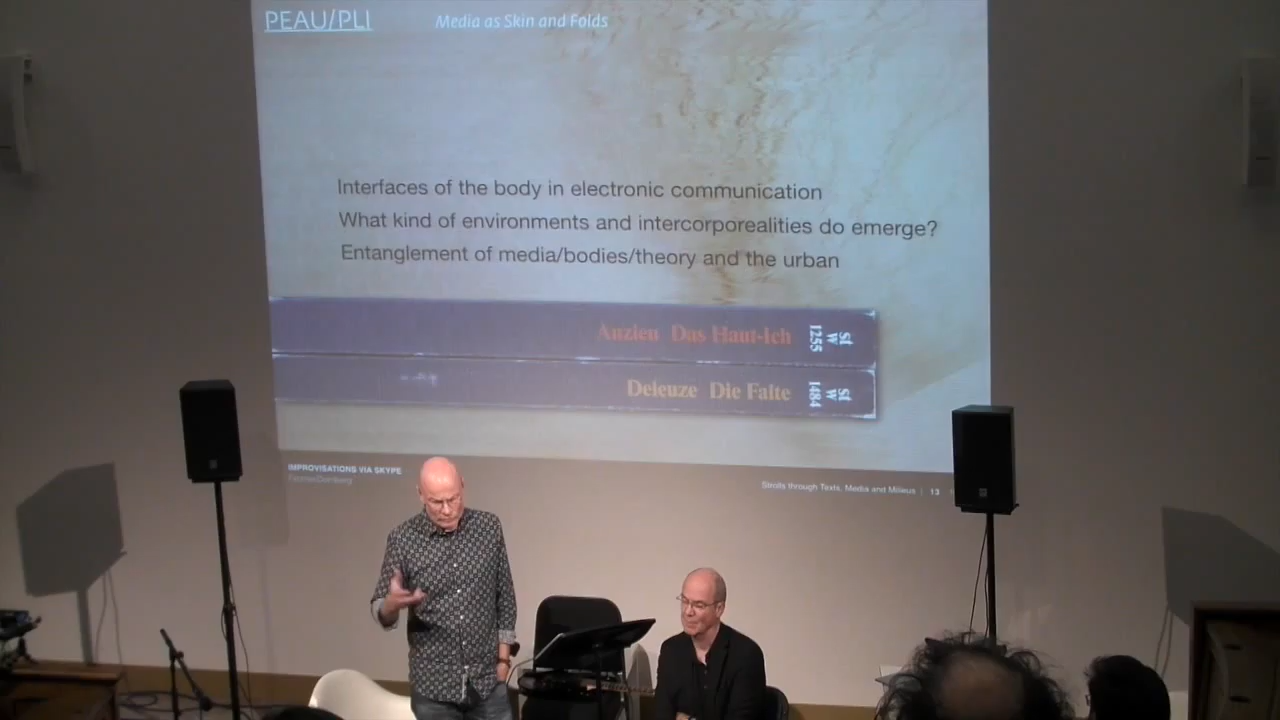 PEAU/PLI Media as Skin and Folds
Interfaces of the body in electronic communication
What kind of environments and intercorporealities do emerge?
Entanglement of media/bodies/theory and the urban
Anzieu Das Haut-Ich stw 1255
Deleuze Die Falte stw 1484
IMPROVISATIONS VIA SKYPE
Strolls through Texts, Media and Milieus | 13